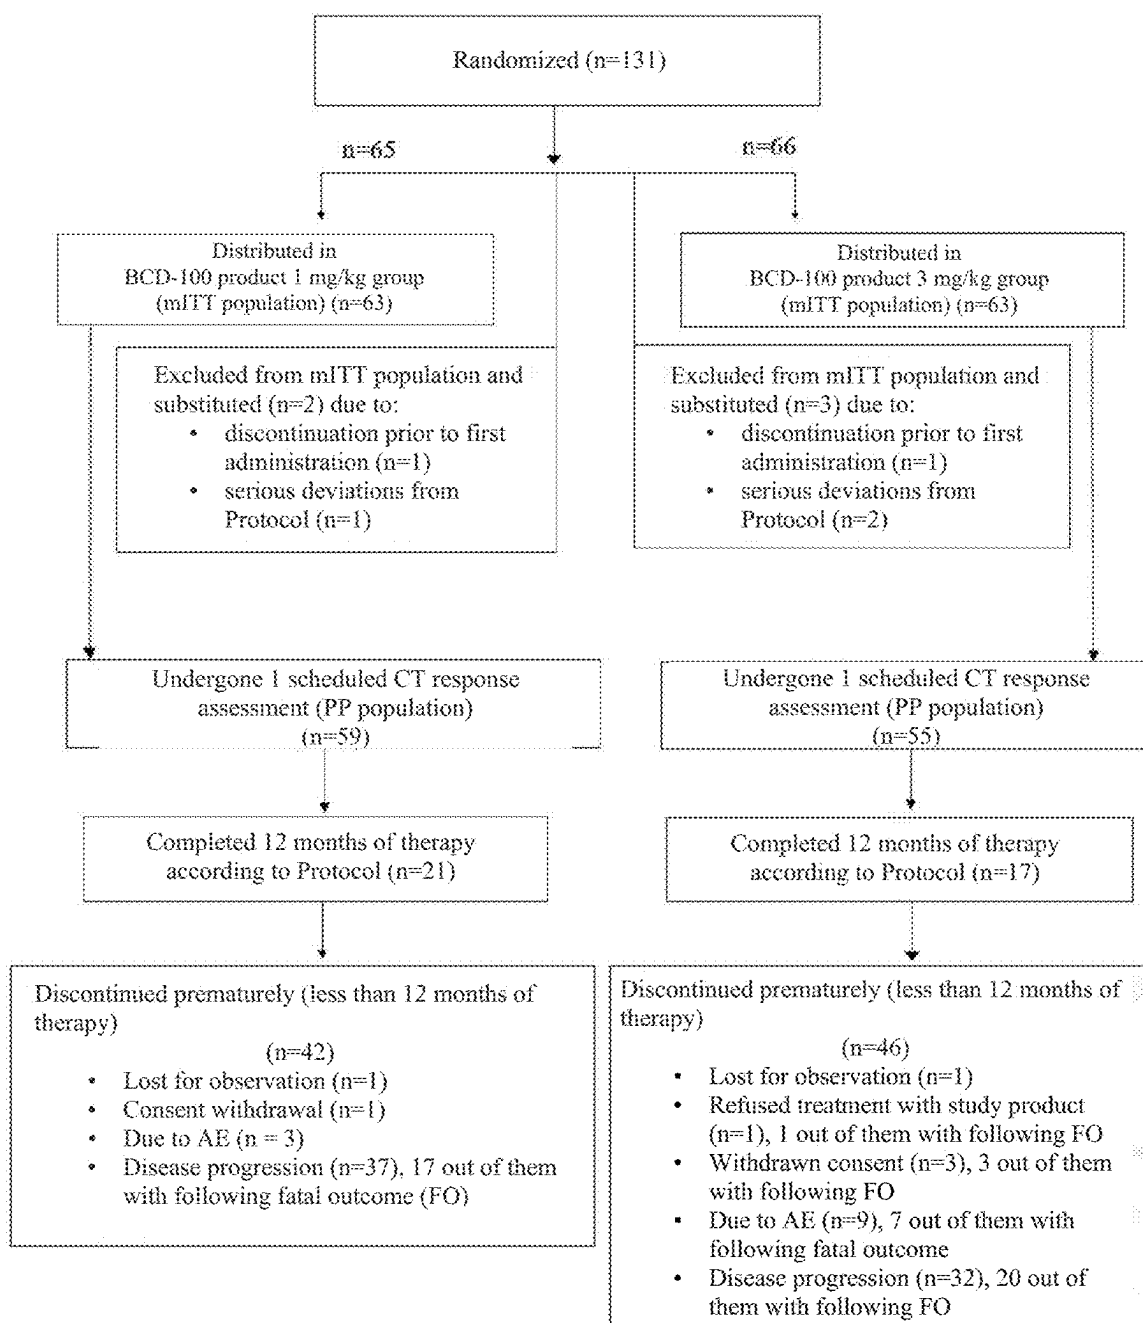 Randomized (n=131)
n=65
n=66
Distributed in
BCD-100 product 1 mg/kg group
(mITT population) (n=63)
Distributed in
BCD-100 product 3 mg/kg group
(mITT population) (n=63)
Excluded from mITT population and
substituted (n=2) due to:
• discontinuation prior to first
administration (n=1)
• serious deviations from
Protocol (n=1)
Excluded from mITT population and
substituted (n=3) due to:
• discontinuation prior to first
administration (n=1)
• serious deviations from
Protocol (n=2)
Undergone 1 scheduled CT response
assessment (PP population)
(n=59)
Undergone 1 scheduled CT response
assessment (PP population)
(n=55)
Completed 12 months of therapy
according to Protocol (n=21)
Completed 12 months of therapy
according to Protocol (n=17)
Discontinued prematurely (less than 12 months of
therapy)
(n=42)
• Lost for observation (n=1)
• Consent withdrawal (n=1)
• Due to AE (n = 3)
• Disease progression (n=37), 17 out of them
with following fatal outcome (FO)
Discontinued prematurely (less than 12 months of
therapy)
(n=46)
• Lost for observation (n=1)
• Refused treatment with study product
(n=1), 1 out of them with following FO
• Withdrawn consent (n=3), 3 out of them
with following FO
• Due to AE (n=9), 7 out of them with
following fatal outcome
• Disease progression (n=32), 20 out of
them with following FO